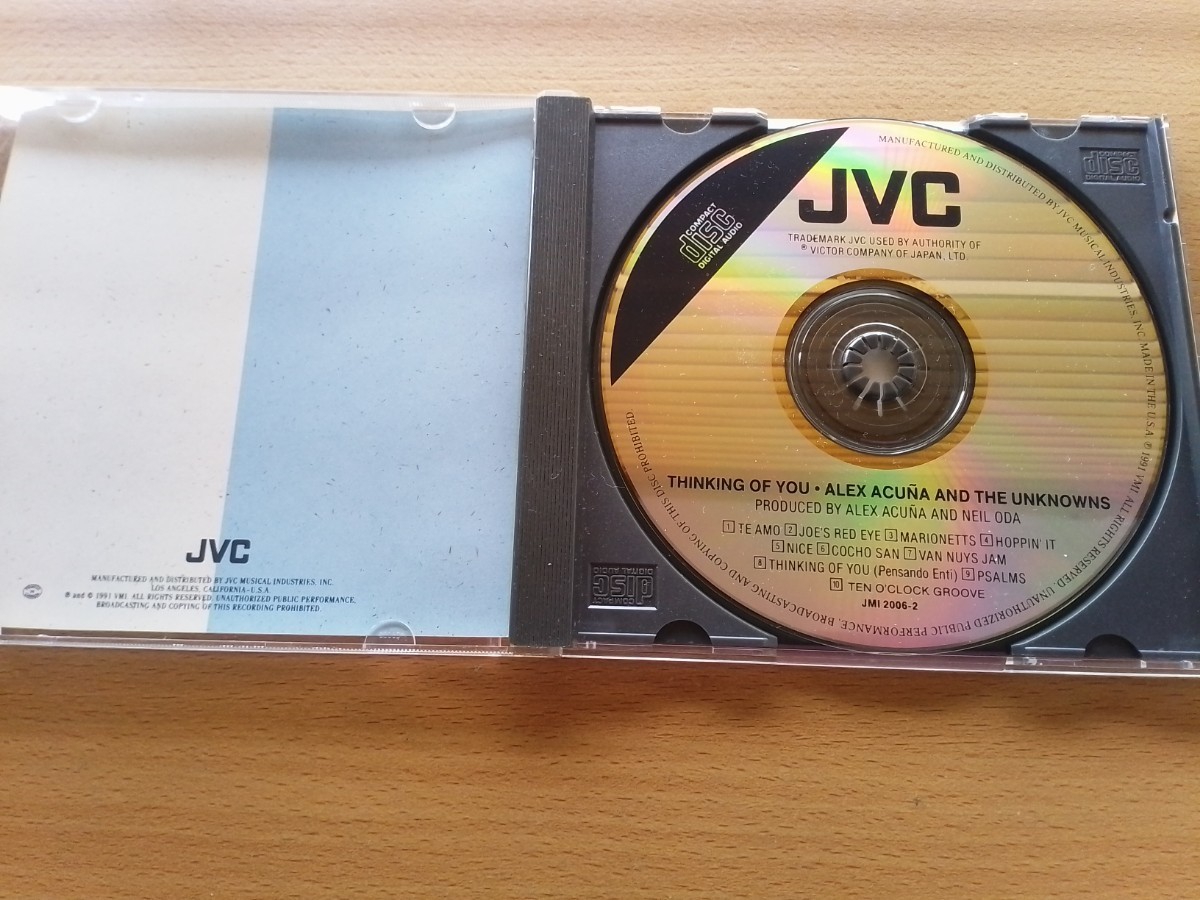 JVC
MANUFACTURED AND DISTRIBUTED BY JVC MUSICAL INDUSTRIES, INC.
LOS ANGELES, CALIFORNIA-U.S.A.
℗ and © 1991 VMI. ALL RIGHTS RESERVED. UNAUTHORIZED PUBLIC PERFORMANCE,
BROADCASTING AND COPYING OF THIS RECORDING PROHIBITED.
COMPACT
disc
DIGITAL AUDIO
JVC
TRADEMARK JVC USED BY AUTHORITY OF
® VICTOR COMPANY OF JAPAN, LTD.
MANUFACTURED AND DISTRIBUTED BY JVC MUSICAL INDUSTRIES, INC. MADE IN THE U.S.A. ℗ 1991 VMI ALL RIGHTS RESERVED. UNAUTHORIZED PUBLIC PERFORMANCE, BROADCASTING AND COPYING OF THIS DISC PROHIBITED
THINKING OF YOU • ALEX ACUÑA AND THE UNKNOWNS
PRODUCED BY ALEX ACUÑA AND NEIL ODA
1 TE AMO 2 JOE'S RED EYE 3 MARIONETTS 4 HOPPIN' IT
5 NICE 6 COCHO SAN 7 VAN NUYS JAM
8 THINKING OF YOU (Pensando Enti) 9 PSALMS
10 TEN O'CLOCK GROOVE
JMI 2006-2
COMPACT
disc
DIGITAL AUDIO
COMPACT
disc
DIGITAL AUDIO